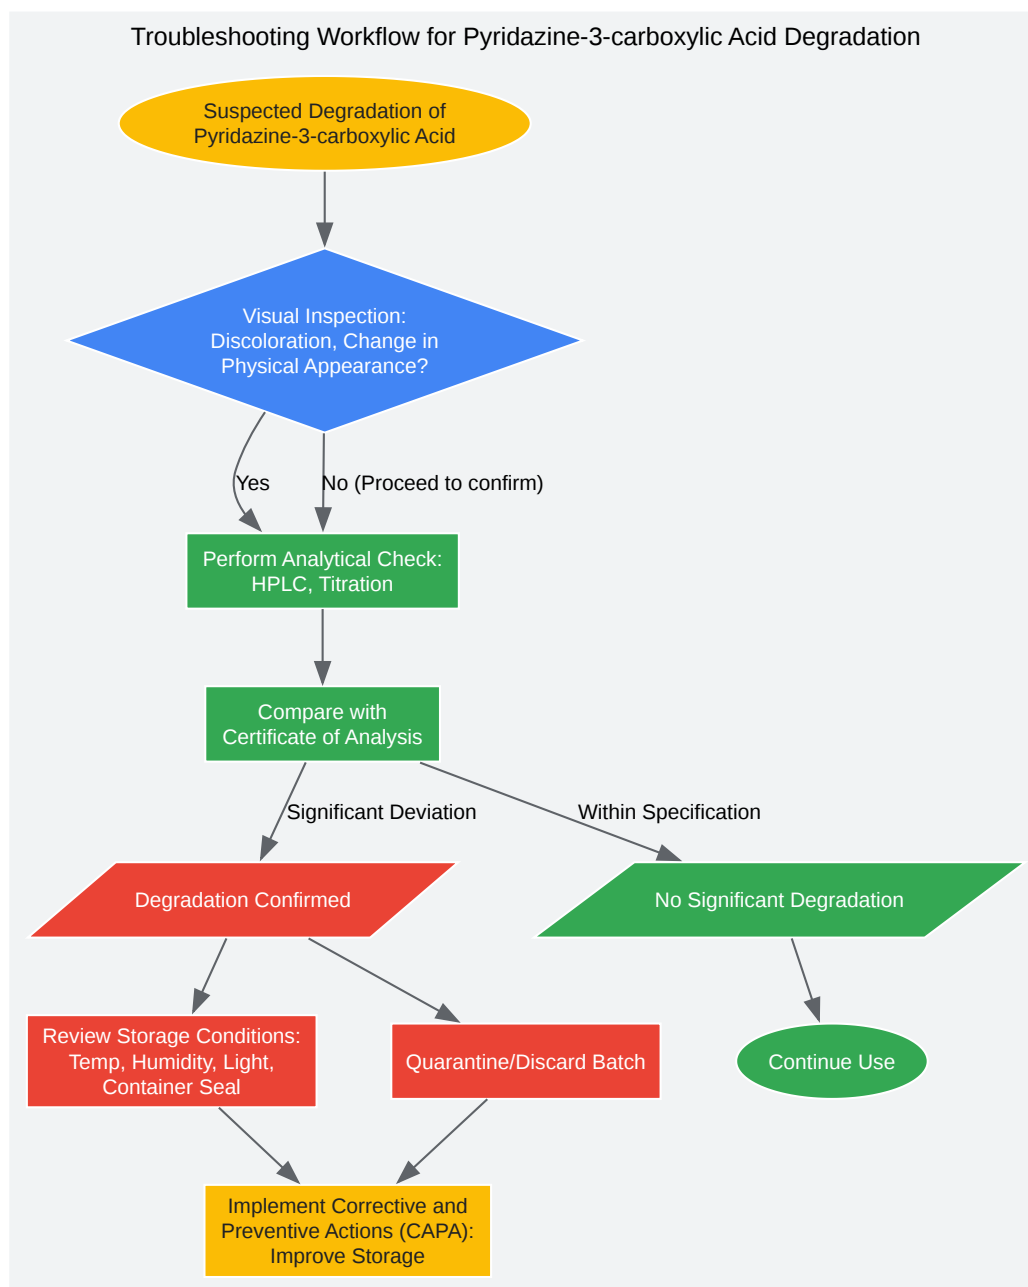 Troubleshooting Workflow for Pyridazine-3-carboxylic Acid Degradation
Suspected Degradation of
Pyridazine-3-carboxylic Acid
Visual Inspection:
Discoloration, Change in
Physical Appearance?
Yes
No (Proceed to confirm)
Perform Analytical Check:
HPLC, Titration
Compare with
Certificate of Analysis
Significant Deviation
Within Specification
Degradation Confirmed
No Significant Degradation
Review Storage Conditions:
Temp, Humidity, Light,
Container Seal
Quarantine/Discard Batch
Continue Use
Implement Corrective and
Preventive Actions (CAPA):
Improve Storage